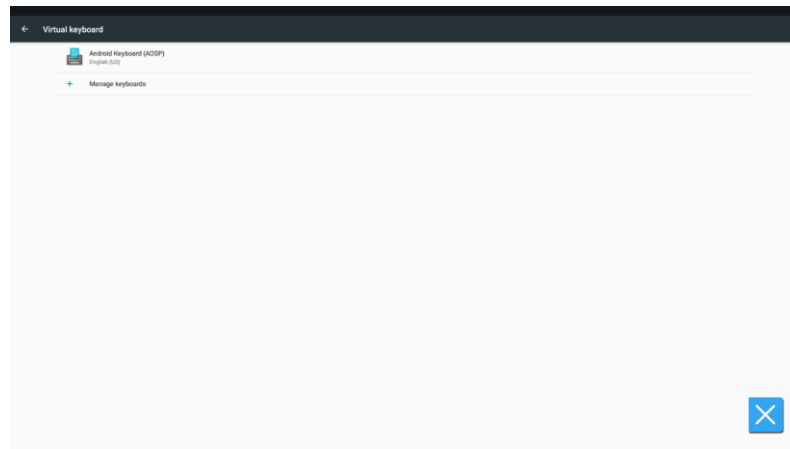 Virtual keyboard
Android Keyboard (AOSP)
English (US)
Manage keyboards